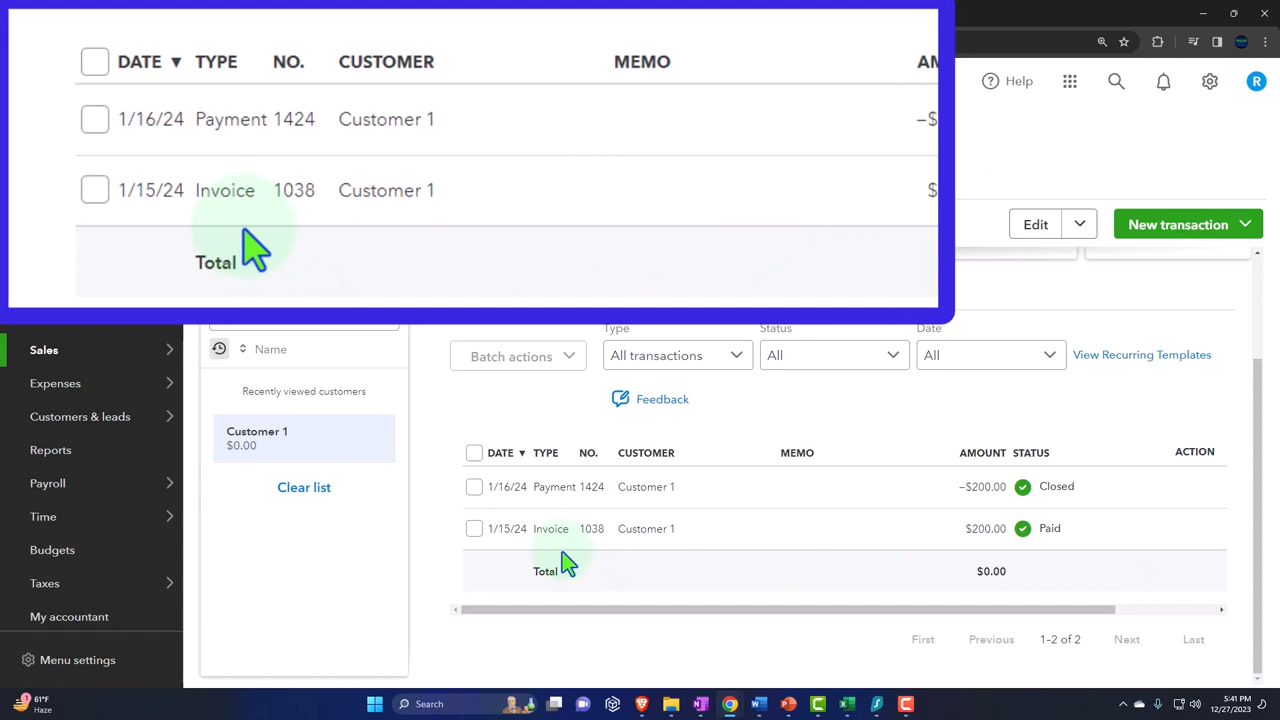 DATE ▼ TYPE NO. CUSTOMER MEMO AM
1/16/24 Payment 1424 Customer 1 –$
1/15/24 Invoice 1038 Customer 1 $
Total
Help
R
Edit
New transaction
Sales
Expenses
Customers & leads
Reports
Payroll
Time
Budgets
Taxes
My accountant
Menu settings
Name
Recently viewed customers
Customer 1
$0.00
Clear list
Type Status Date
Batch actions All transactions All All View Recurring Templates
Feedback
DATE ▼ TYPE NO. CUSTOMER MEMO AMOUNT STATUS ACTION
1/16/24 Payment 1424 Customer 1 –$200.00 Closed
1/15/24 Invoice 1038 Customer 1 $200.00 Paid
Total $0.00
First Previous 1–2 of 2 Next Last
1 61°F
Haze
Search
5:41 PM
12/27/2023